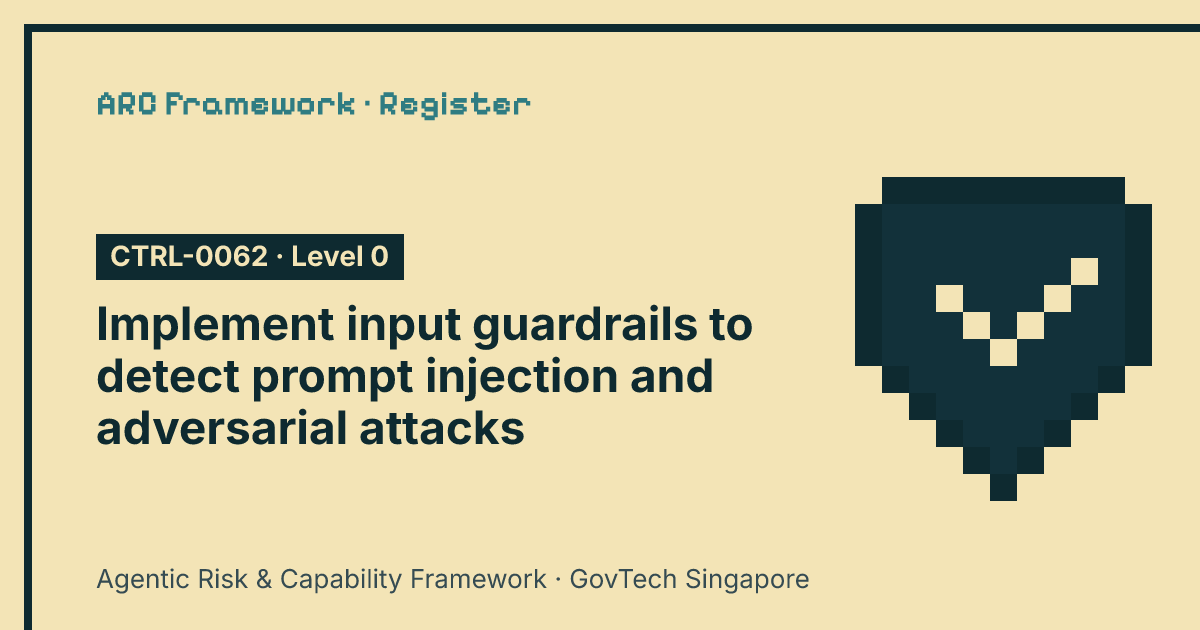 ARC Framework · Register
CTRL-0062 · Level 0
Implement input guardrails to
detect prompt injection and
adversarial attacks
Agentic Risk & Capability Framework · GovTech Singapore